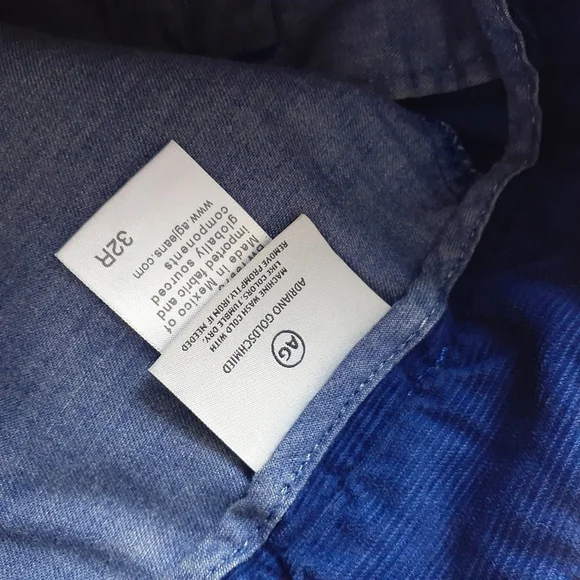 AG
ADRIANO GOLDSCHMIED
MACHINE WASH COLD WITH
LIKE COLORS. TUMBLE DRY.
REMOVE PROMPTLY. IRON IF NEEDED
Made in Mexico of
imported fabric and
globally sourced
components
www.agjeans.com
32R